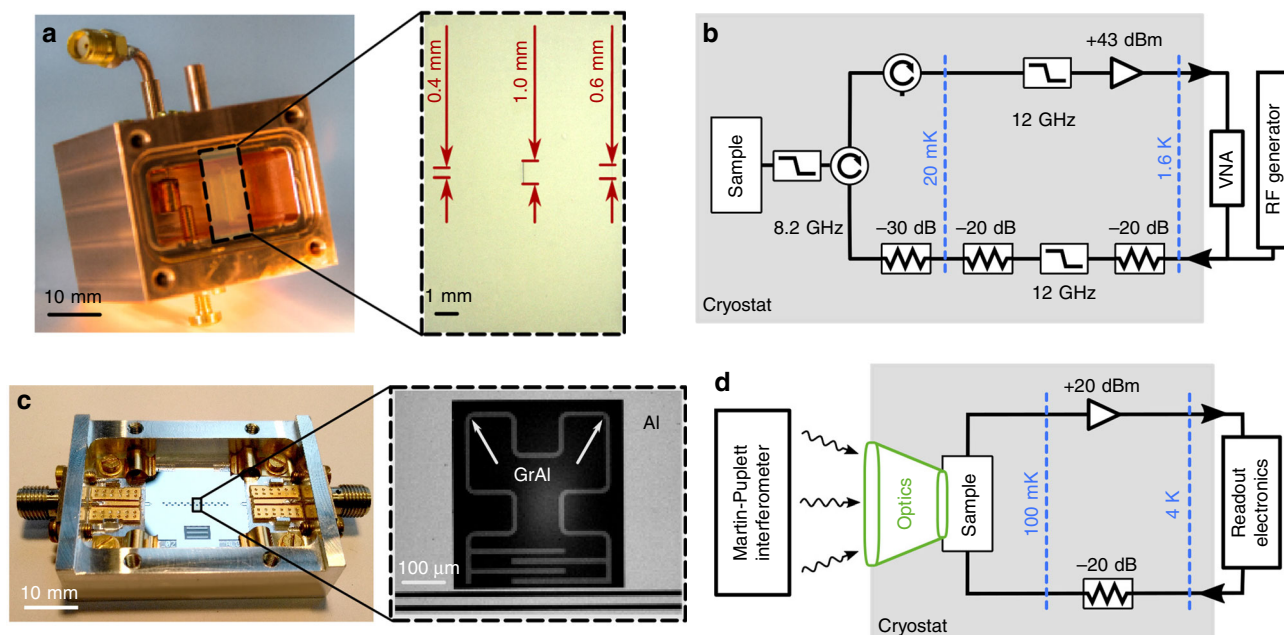 a
0.4 mm
1.0 mm
0.6 mm
10 mm
1 mm
b
+43 dBm
12 GHz
Sample
8.2 GHz
20 mK
1.6 K
VNA
RF generator
–30 dB
–20 dB
–20 dB
12 GHz
Cryostat
c
Al
GrAl
10 mm
100 μm
d
+20 dBm
Martin-Puplett
interferometer
Optics
Sample
100 mK
4 K
Readout
electronics
–20 dB
Cryostat